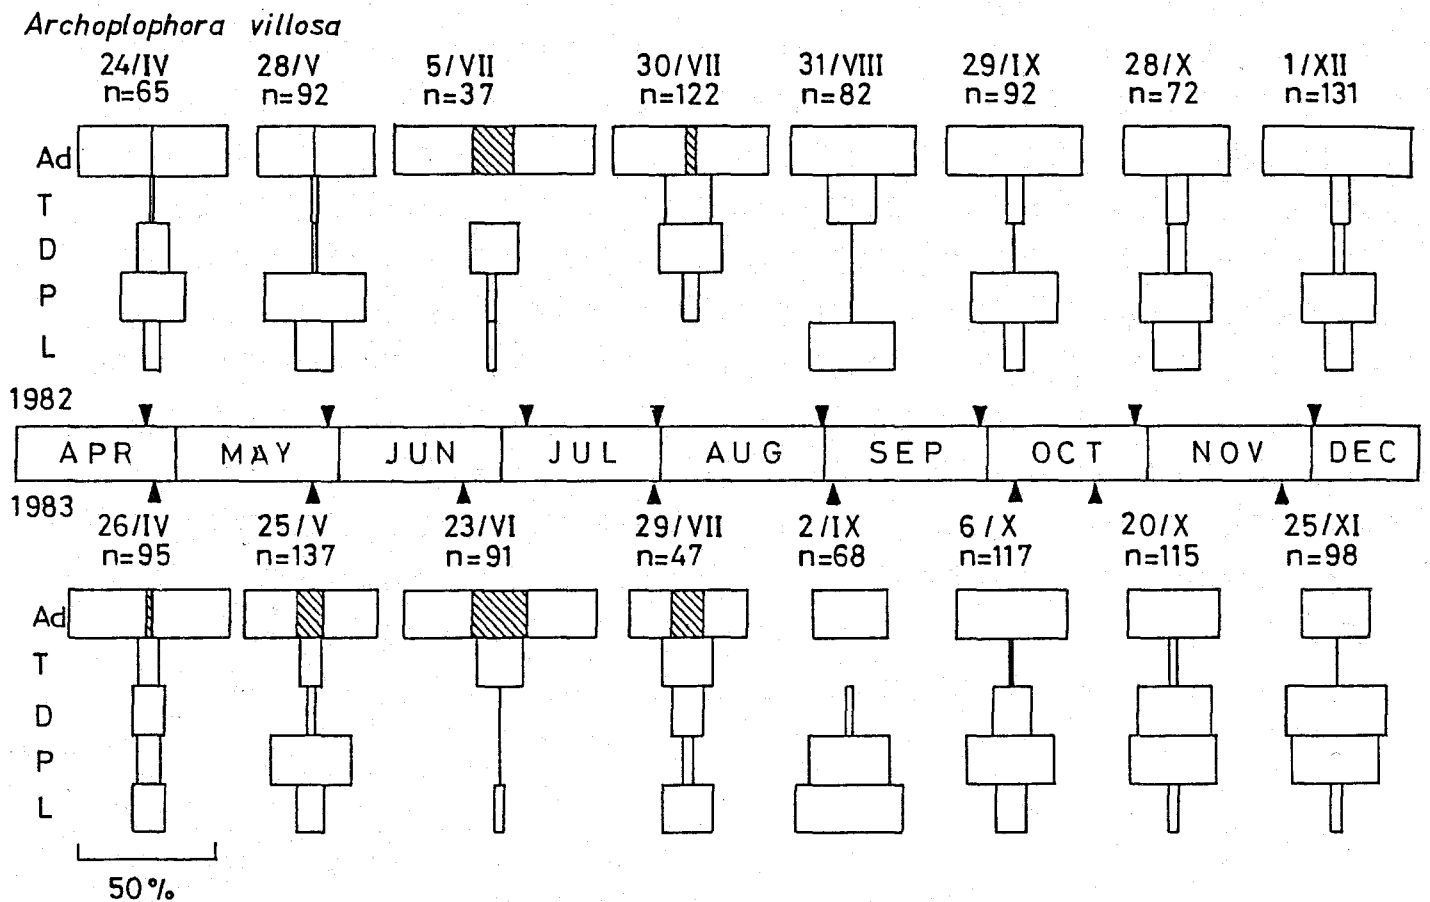 Archoplophora villosa
24/IV 28/V 5/VII 30/VII 31/VIII 29/IX 28/X 1/XII
n=65 n=92 n=37 n=122 n=82 n=92 n=72 n=131
Ad
T
D
P
L
1982
APR MAY JUN JUL AUG SEP OCT NOV DEC
1983
26/IV 25/V 23/VI 29/VII 2/IX 6/X 20/X 25/XI
n=95 n=137 n=91 n=47 n=68 n=117 n=115 n=98
Ad
T
D
P
L
50%